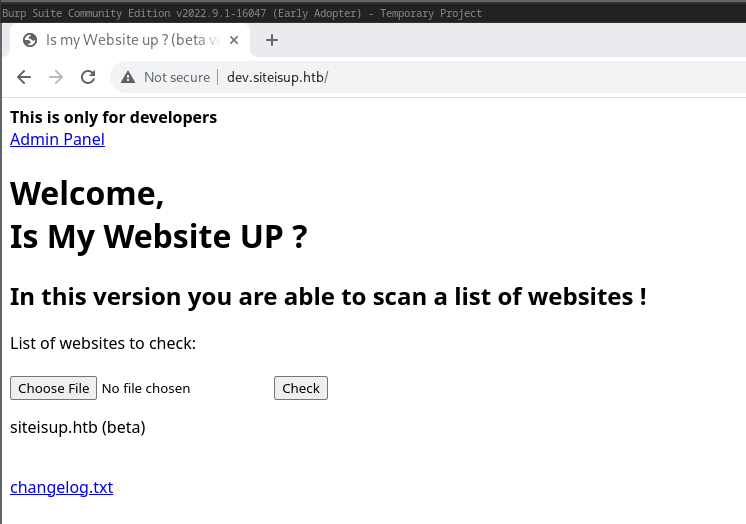 Burp Suite Community Edition v2022.9.1-16047 (Early Adopter) - Temporary Project
Is my Website up ? (beta ve
Not secure
dev.siteisup.htb/
This is only for developers
Admin Panel
Welcome,
Is My Website UP ?
In this version you are able to scan a list of websites !
List of websites to check:
Choose File No file chosen Check
siteisup.htb (beta)
changelog.txt